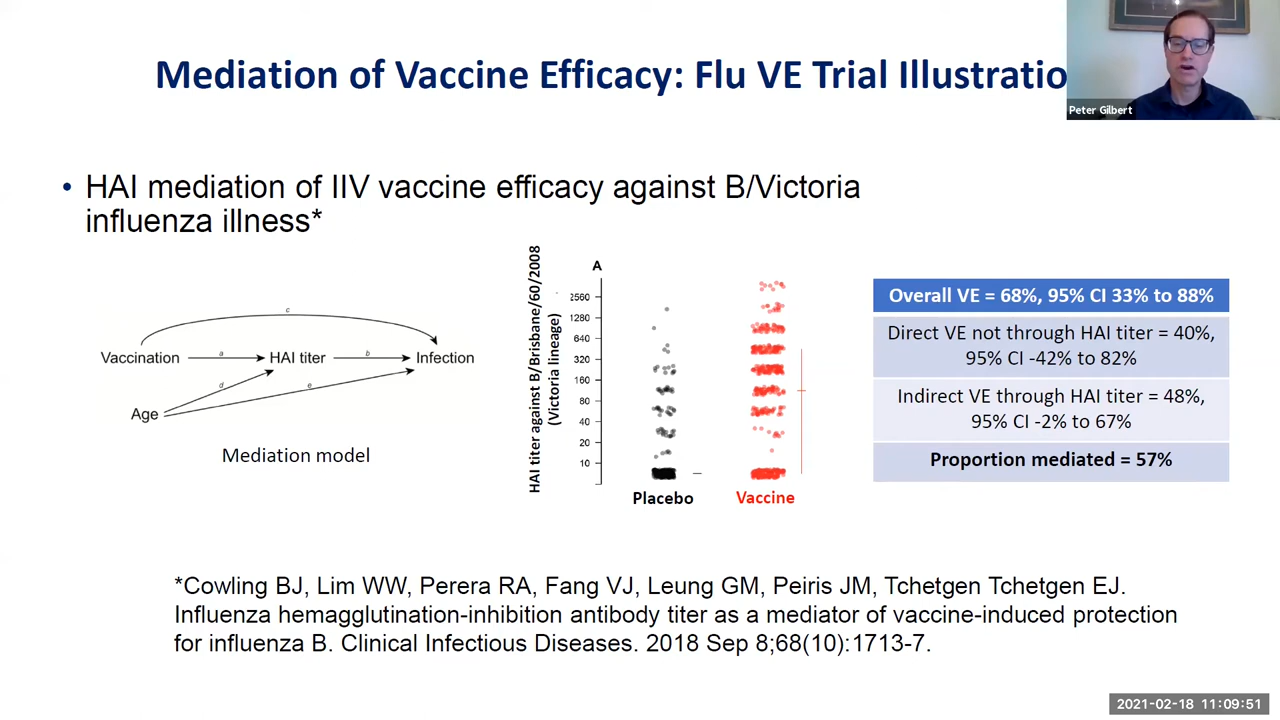 Mediation of Vaccine Efficacy: Flu VE Trial Illustratio
Peter Gilbert
• HAI mediation of IIV vaccine efficacy against B/Victoria
influenza illness*
c
Vaccination
a
HAI titer
b
Infection
d
e
Age
Mediation model
HAI titer against B/Brisbane/60/2008
(Victoria lineage)
A
2560
1280
640
320
160
80
40
20
10
Placebo
Vaccine
Overall VE = 68%, 95% CI 33% to 88%
Direct VE not through HAI titer = 40%,
95% CI -42% to 82%
Indirect VE through HAI titer = 48%,
95% CI -2% to 67%
Proportion mediated = 57%
*Cowling BJ, Lim WW, Perera RA, Fang VJ, Leung GM, Peiris JM, Tchetgen Tchetgen EJ.
Influenza hemagglutination-inhibition antibody titer as a mediator of vaccine-induced protection
for influenza B. Clinical Infectious Diseases. 2018 Sep 8;68(10):1713-7.
2021-02-18 11:09:51